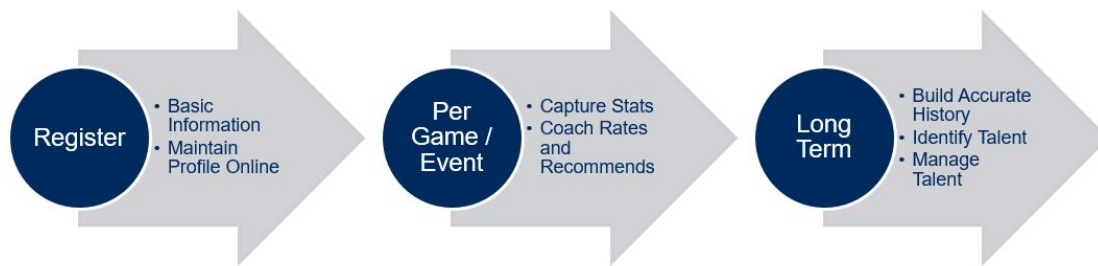 Register
• Basic
Information
• Maintain
Profile Online
Per
Game /
Event
• Capture Stats
• Coach Rates
and
Recommends
Long
Term
• Build Accurate
History
• Identify Talent
• Manage
Talent